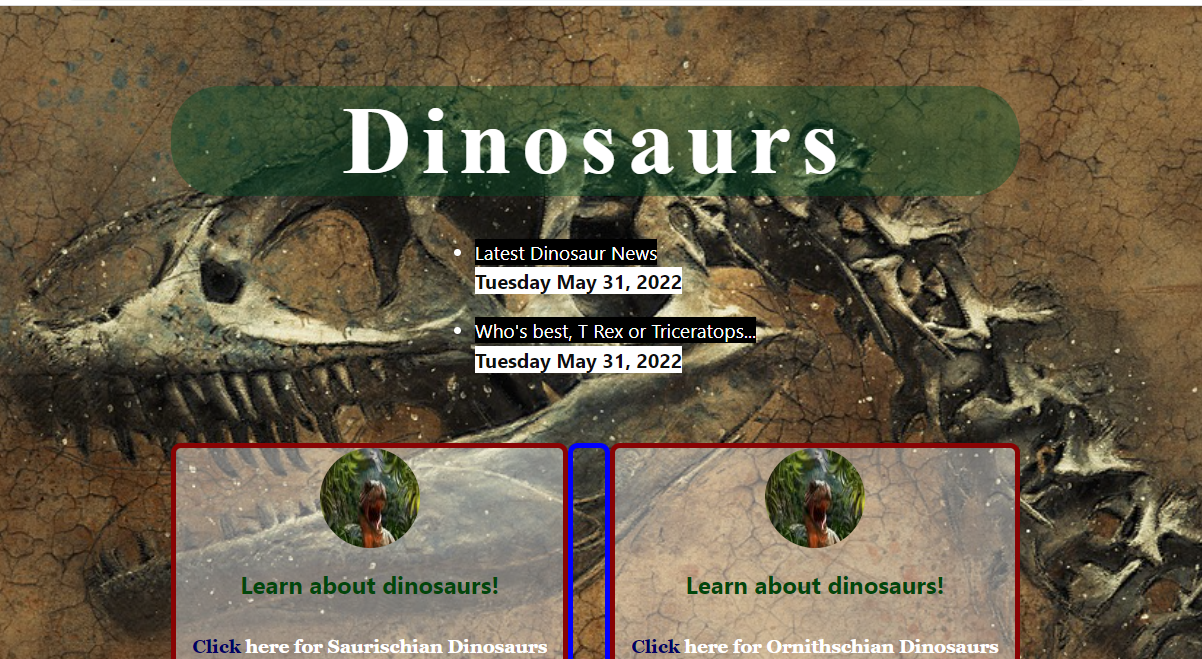 Dinosaurs
Latest Dinosaur News
Tuesday May 31, 2022
Who's best, T Rex or Triceratops...
Tuesday May 31, 2022
Learn about dinosaurs!
Learn about dinosaurs!
Click here for Saurischian Dinosaurs
Click here for Ornithschian Dinosaurs